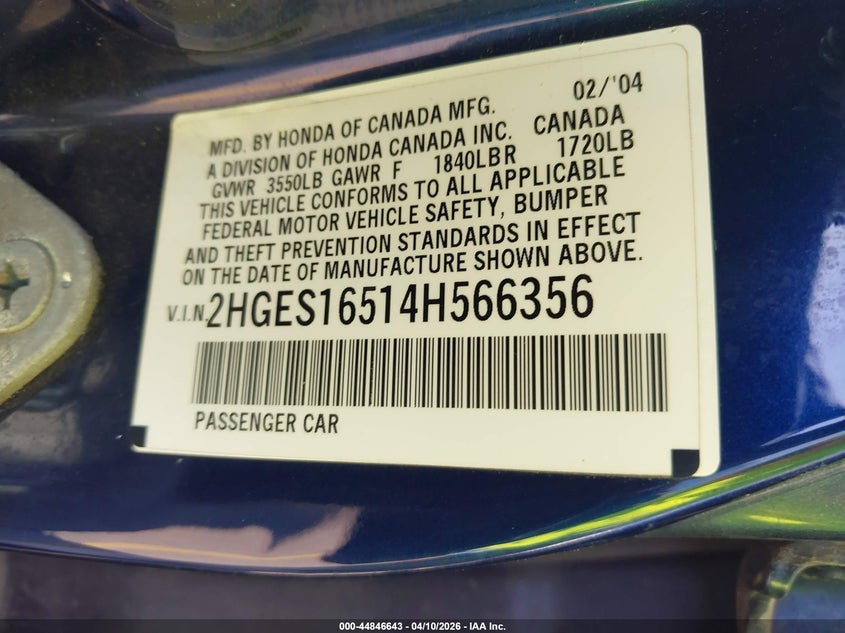 02/'04
MFD. BY HONDA OF CANADA MFG.
A DIVISION OF HONDA CANADA INC. CANADA
GVWR 3550LB GAWR F 1840LB R 1720LB
THIS VEHICLE CONFORMS TO ALL APPLICABLE
FEDERAL MOTOR VEHICLE SAFETY, BUMPER
AND THEFT PREVENTION STANDARDS IN EFFECT
ON THE DATE OF MANUFACTURE SHOWN ABOVE.
V.I.N. 2HGES16514H566356
PASSENGER CAR
000-44846643 - 04/10/2026 - IAA Inc.